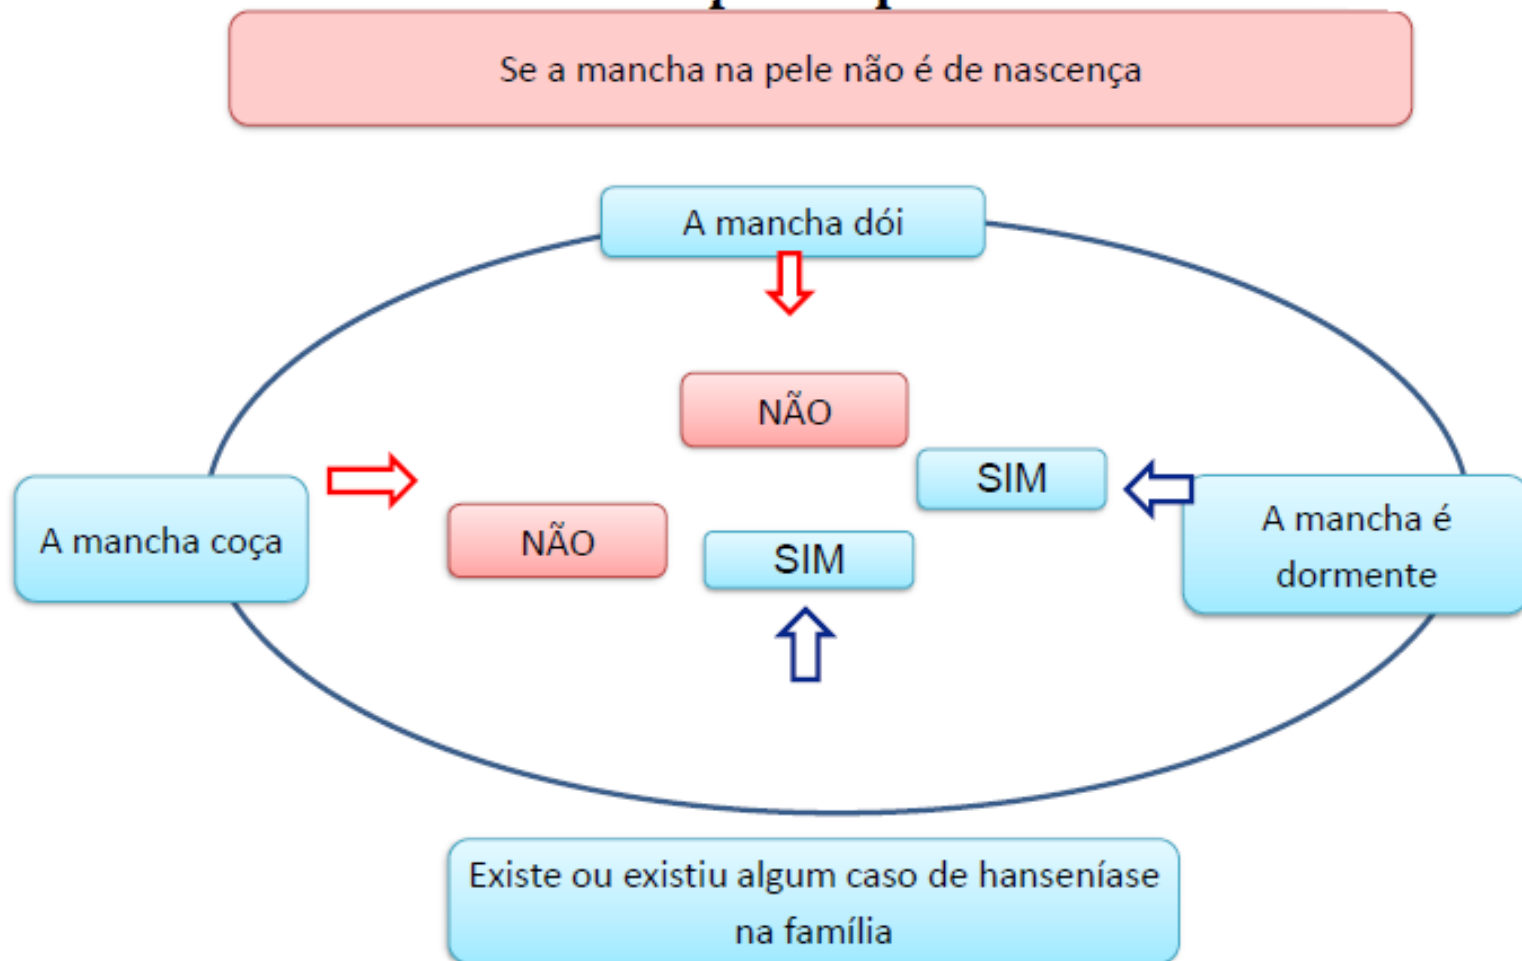 Se a mancha na pele não é de nascença
A mancha dói
NÃO
SIM
A mancha coça
NÃO
SIM
A mancha é
dormente
Existe ou existiu algum caso de hanseníase
na família